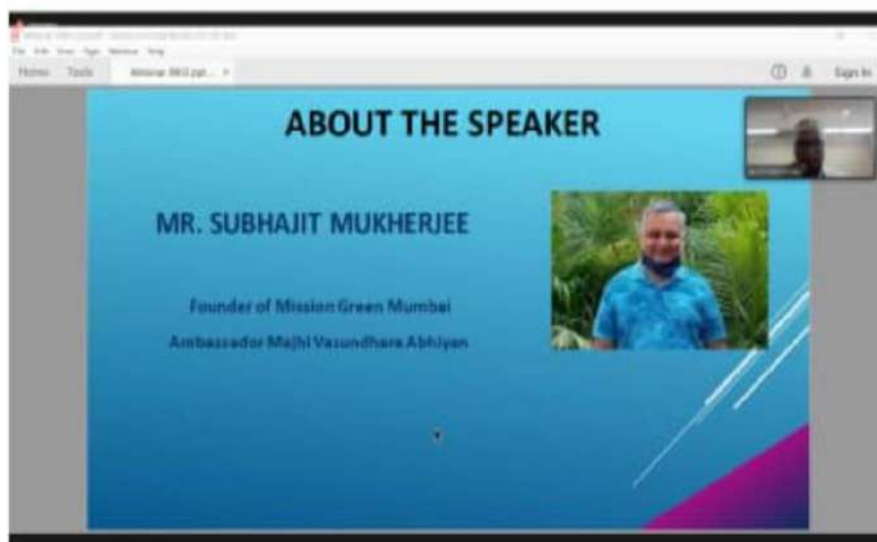 Home Tools Sign In
ABOUT THE SPEAKER
MR. SUBHAJIT MUKHERJEE
Founder of Mission Green Mumbai
Ambassador Majhi Vasundhara Abhiyan